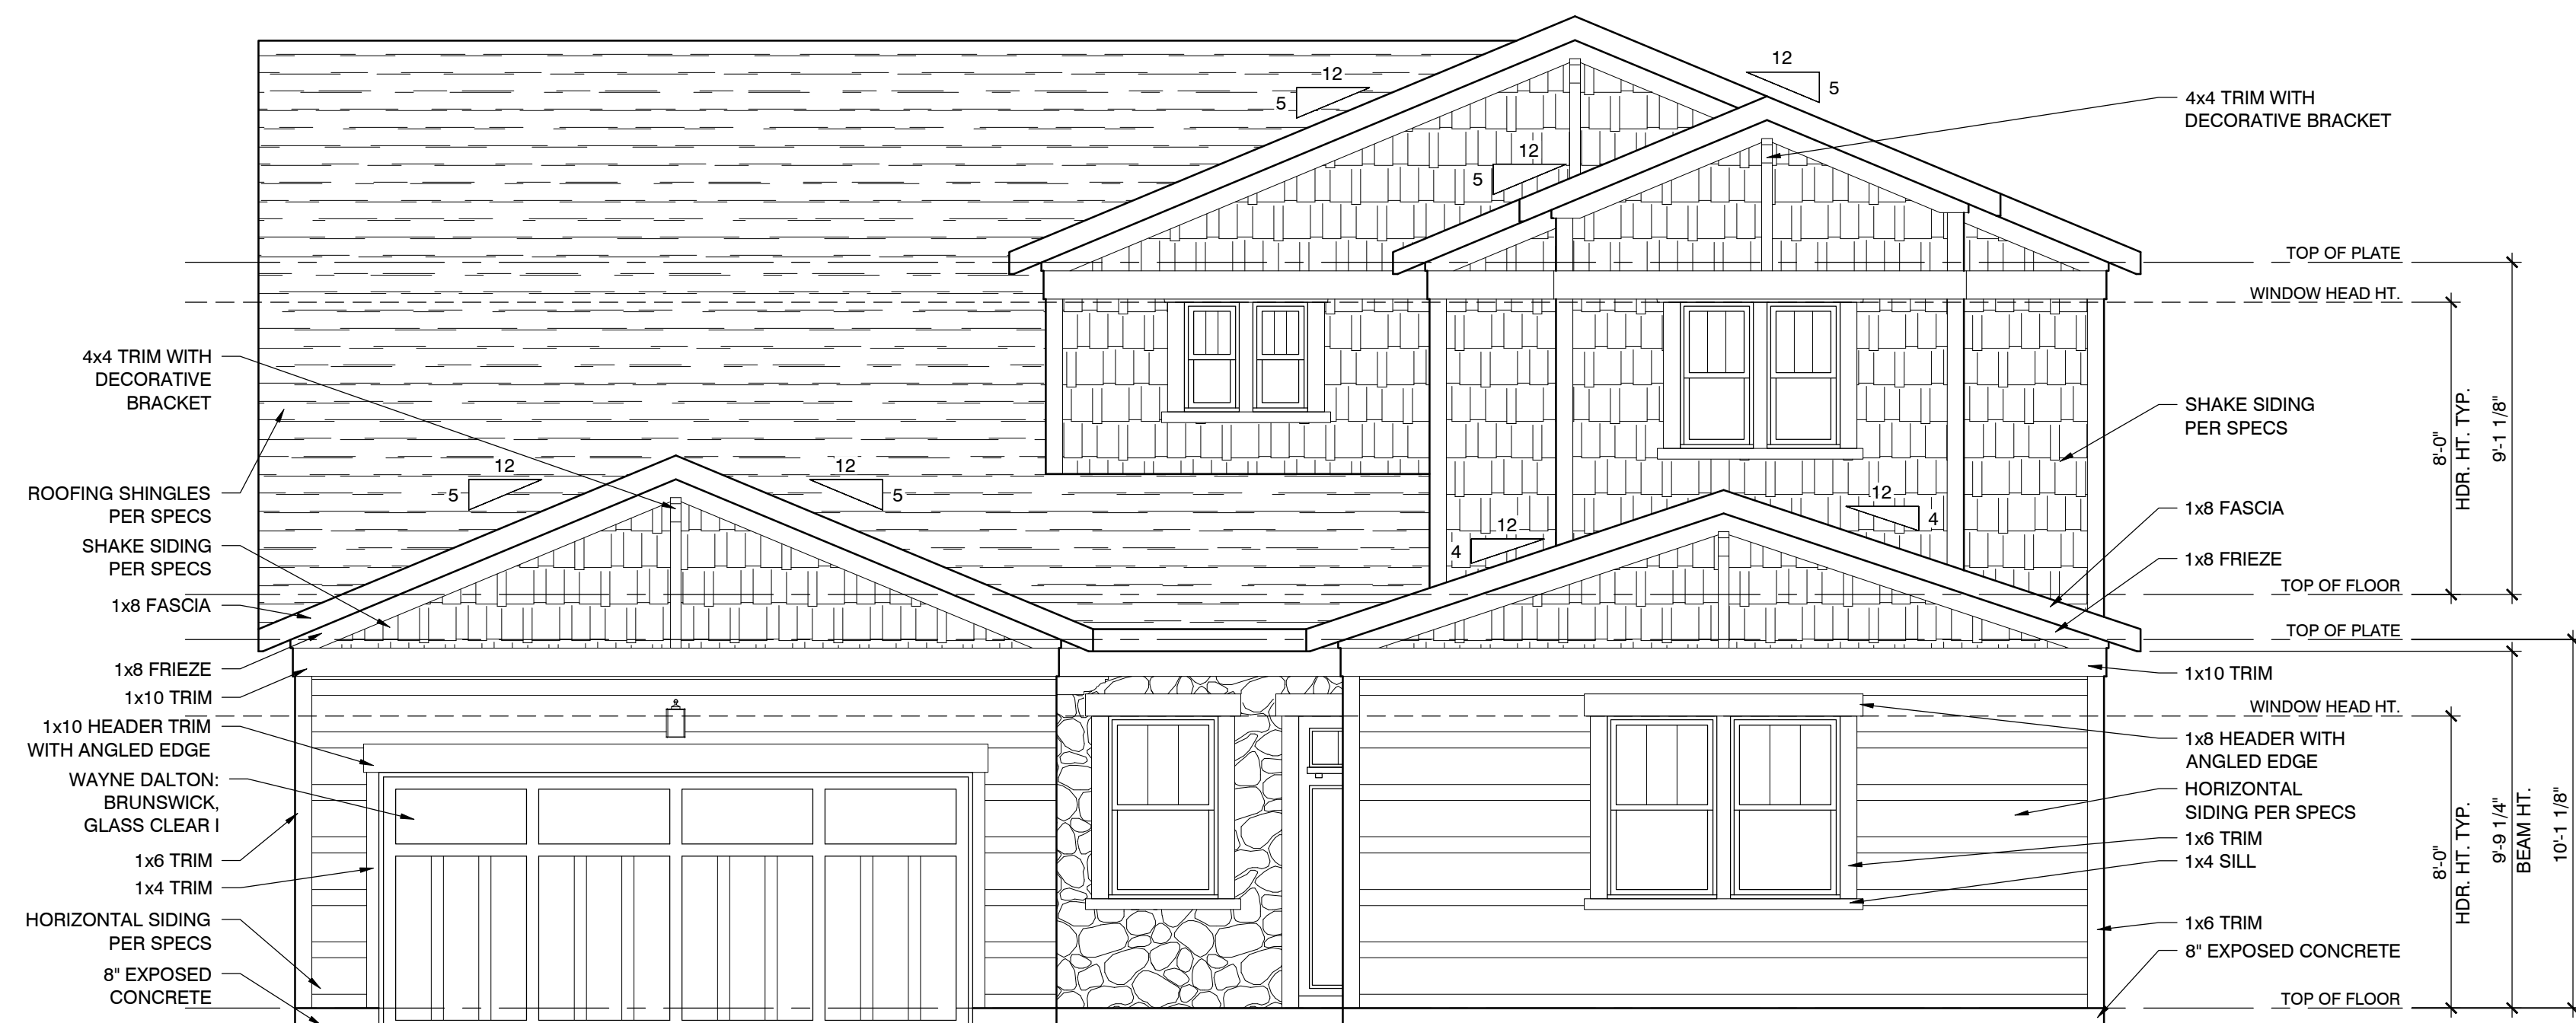 12
5
12
5
12
5
4x4 TRIM WITH
DECORATIVE BRACKET
TOP OF PLATE
WINDOW HEAD HT.
4x4 TRIM WITH
DECORATIVE
BRACKET
ROOFING SHINGLES
PER SPECS
SHAKE SIDING
PER SPECS
1x8 FASCIA
1x8 FRIEZE
1x10 TRIM
1x10 HEADER TRIM
WITH ANGLED EDGE
WAYNE DALTON:
BRUNSWICK,
GLASS CLEAR I
1x6 TRIM
1x4 TRIM
HORIZONTAL SIDING
PER SPECS
8" EXPOSED
CONCRETE
12
5
12
5
12
4
12
4
SHAKE SIDING
PER SPECS
1x8 FASCIA
1x8 FRIEZE
TOP OF FLOOR
TOP OF PLATE
1x10 TRIM
WINDOW HEAD HT.
1x8 HEADER WITH
ANGLED EDGE
HORIZONTAL
SIDING PER SPECS
1x6 TRIM
1x4 SILL
1x6 TRIM
8" EXPOSED CONCRETE
TOP OF FLOOR
8'-0"
HDR. HT. TYP.
9'-1 1/8"
8'-0"
HDR. HT. TYP.
9'-9 1/4"
BEAM HT.
10'-1 1/8"